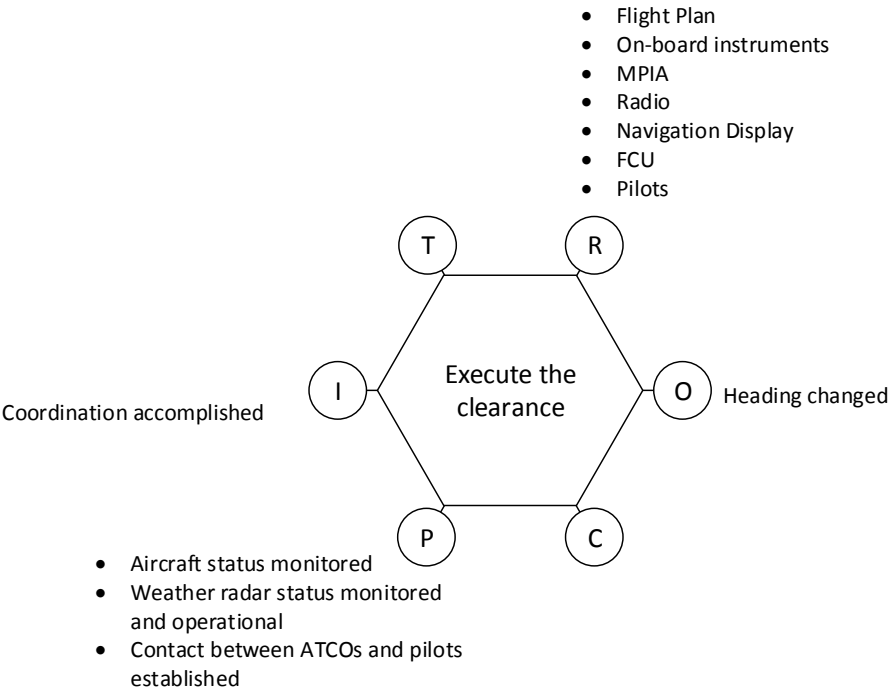 • Flight Plan
• On-board instruments
• MPIA
• Radio
• Navigation Display
• FCU
• Pilots
T
R
Execute the
clearance
I
O
Coordination accomplished
Heading changed
P
C
• Aircraft status monitored
• Weather radar status monitored
and operational
• Contact between ATCOs and pilots
established